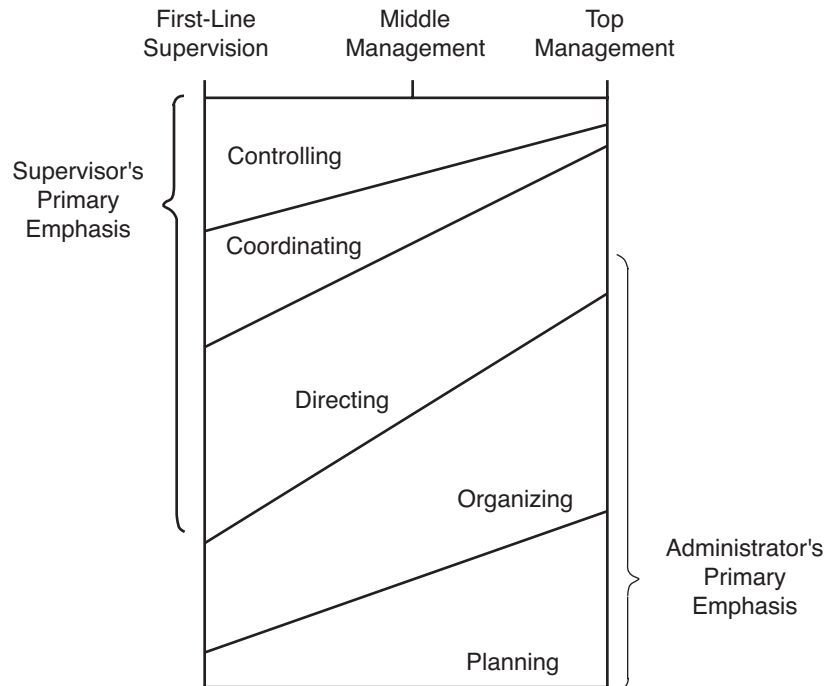 First-Line
Supervision
Middle
Management
Top
Management
Controlling
Supervisor's
Primary
Emphasis
Coordinating
Directing
Organizing
Administrator's
Primary
Emphasis
Planning